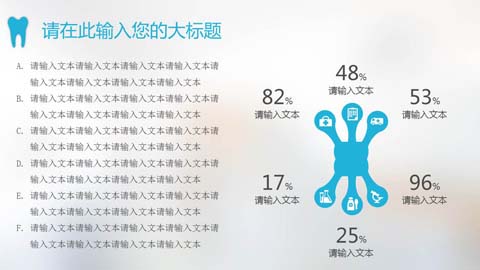 请在此输入您的大标题
A. 请输入文本请输入文本请输入文本请输入文本请
输入文本请输入文本请输入文本请输入文本
B. 请输入文本请输入文本请输入文本请输入文本请
输入文本请输入文本请输入文本请输入文本
C. 请输入文本请输入文本请输入文本请输入文本请
输入文本请输入文本请输入文本请输入文本
D. 请输入文本请输入文本请输入文本请输入文本请
输入文本请输入文本请输入文本请输入文本
E. 请输入文本请输入文本请输入文本请输入文本请
输入文本请输入文本请输入文本请输入文本
F. 请输入文本请输入文本请输入文本请输入文本请
输入文本请输入文本请输入文本请输入文本
48%
请输入文本
82%
请输入文本
53%
请输入文本
17%
请输入文本
96%
请输入文本
25%
请输入文本